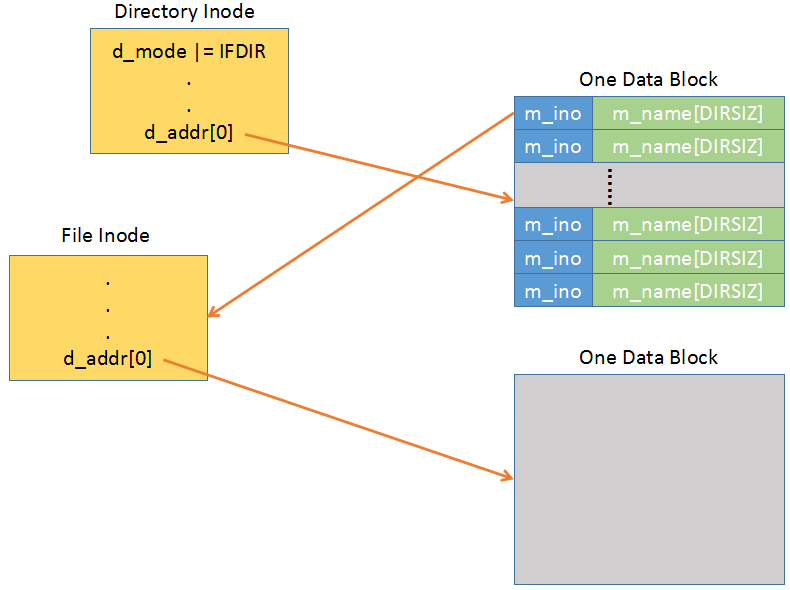 Directory Inode
d_mode |= IFDIR
.
.
d_addr[0]
One Data Block
m_ino m_name[DIRSIZ]
m_ino m_name[DIRSIZ]
m_ino m_name[DIRSIZ]
m_ino m_name[DIRSIZ]
m_ino m_name[DIRSIZ]
File Inode
.
.
.
d_addr[0]
One Data Block